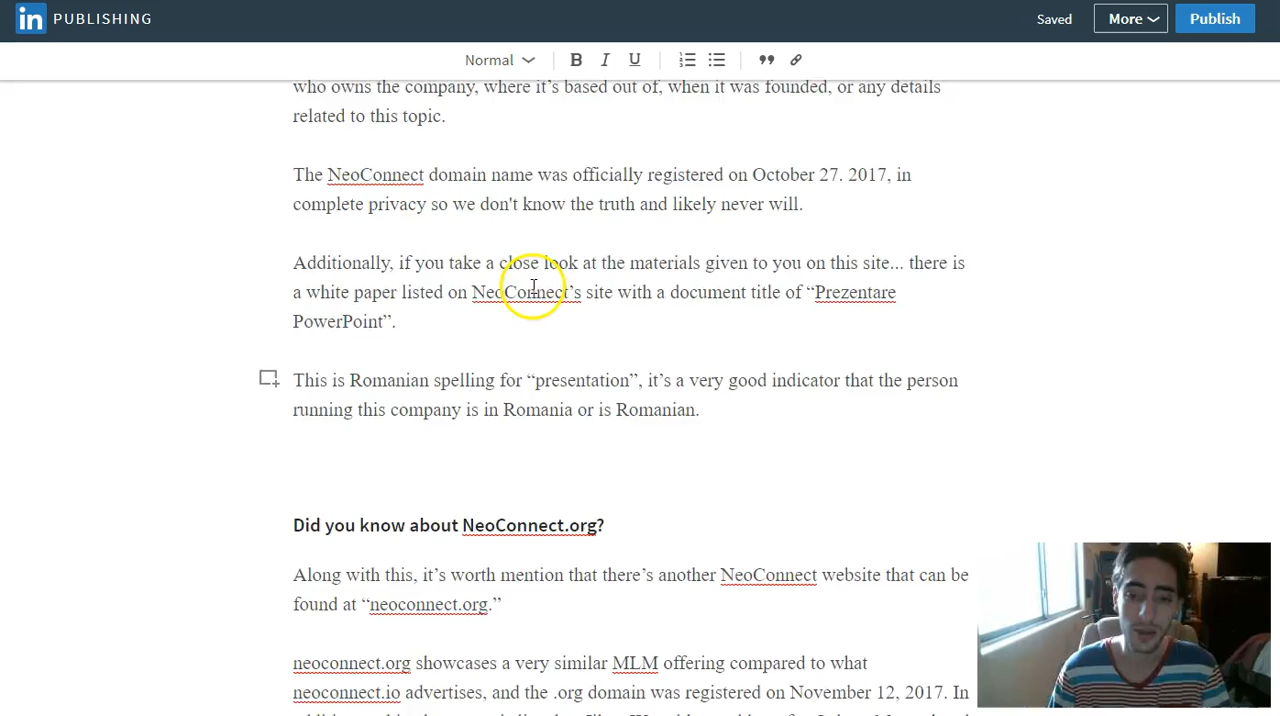 in PUBLISHING
Saved
More
Publish
Normal
B I U
who owns the company, where it’s based out of, when it was founded, or any details
related to this topic.
The NeoConnect domain name was officially registered on October 27. 2017, in
complete privacy so we don't know the truth and likely never will.
Additionally, if you take a close look at the materials given to you on this site... there is
a white paper listed on NeoConnect’s site with a document title of “Prezentare
PowerPoint”.
This is Romanian spelling for “presentation”, it’s a very good indicator that the person
running this company is in Romania or is Romanian.
Did you know about NeoConnect.org?
Along with this, it’s worth mention that there’s another NeoConnect website that can be
found at “neoconnect.org.”
neoconnect.org showcases a very similar MLM offering compared to what
neoconnect.io advertises, and the .org domain was registered on November 12, 2017. In